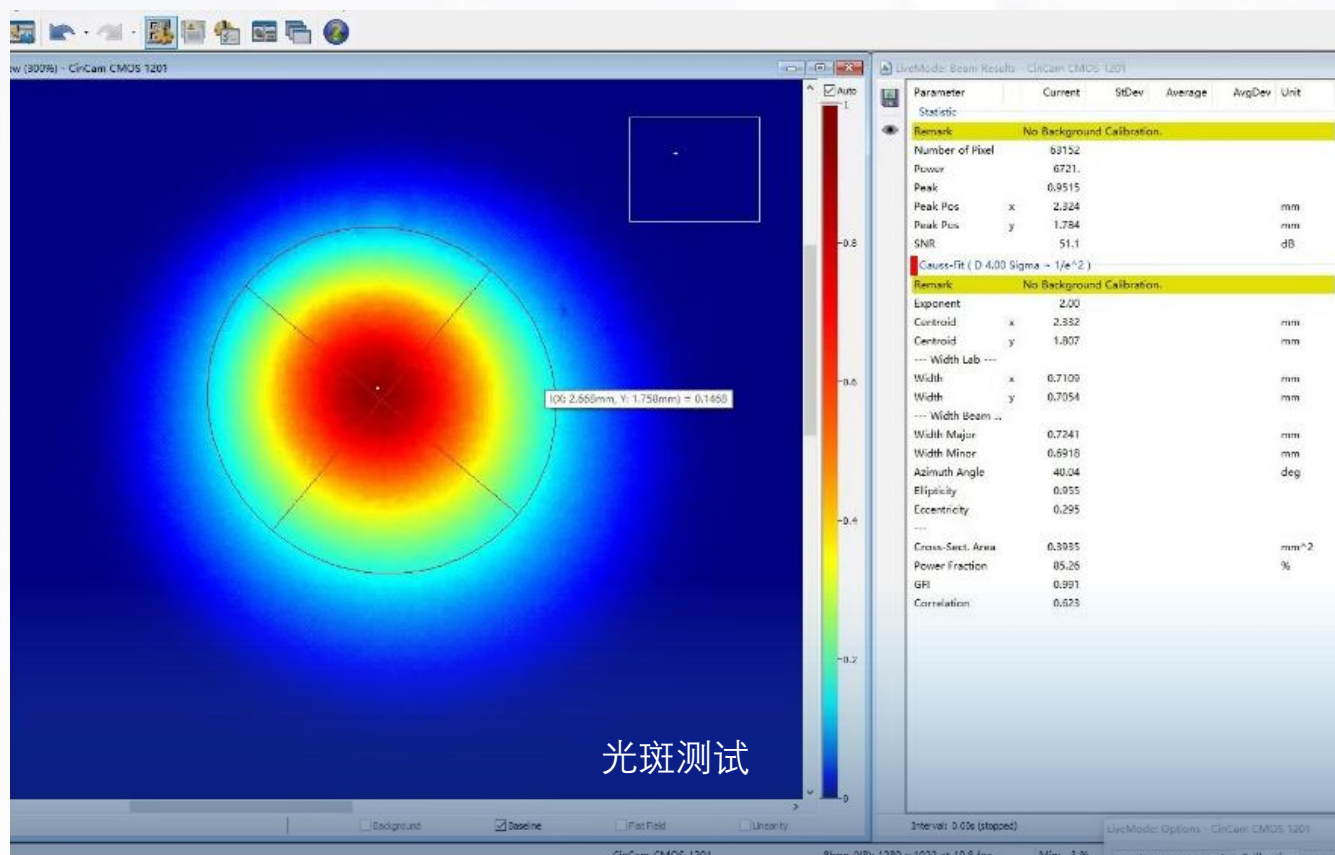 ew (300%) - CinCam CMOS 1201
LiveMode: Beam Results - CinCam CMOS 1201
Auto
1
0.8
0.6
0.4
0.2
0
I(X: 2.668mm, Y: 1.758mm) = 0.1468
光斑测试
Background Baseline Flat Field Linearity
Parameter Current StDev Average AvgDev Unit
Statistic
Remark No Background Calibration.
Number of Pixel 63152
Power 6721.
Peak 0.9515
Peak Pos x 2.324 mm
Peak Pos y 1.784 mm
SNR 51.1 dB
Gauss-Fit ( D 4.00 Sigma ~ 1/e^2 )
Remark No Background Calibration.
Exponent 2.00
Centroid x 2.332 mm
Centroid y 1.807 mm
--- Width Lab ---
Width x 0.7109 mm
Width y 0.7054 mm
--- Width Beam ...
Width Major 0.7241 mm
Width Minor 0.6918 mm
Azimuth Angle 40.04 deg
Ellipticity 0.955
Eccentricity 0.295
---
Cross-Sect. Area 0.3935 mm^2
Power Fraction 85.26 %
GFI 0.991
Correlation 0.623
Interval: 0.00s (stopped)
LiveMode: Options - CinCam CMOS 1201
CinCam CMOS 1201